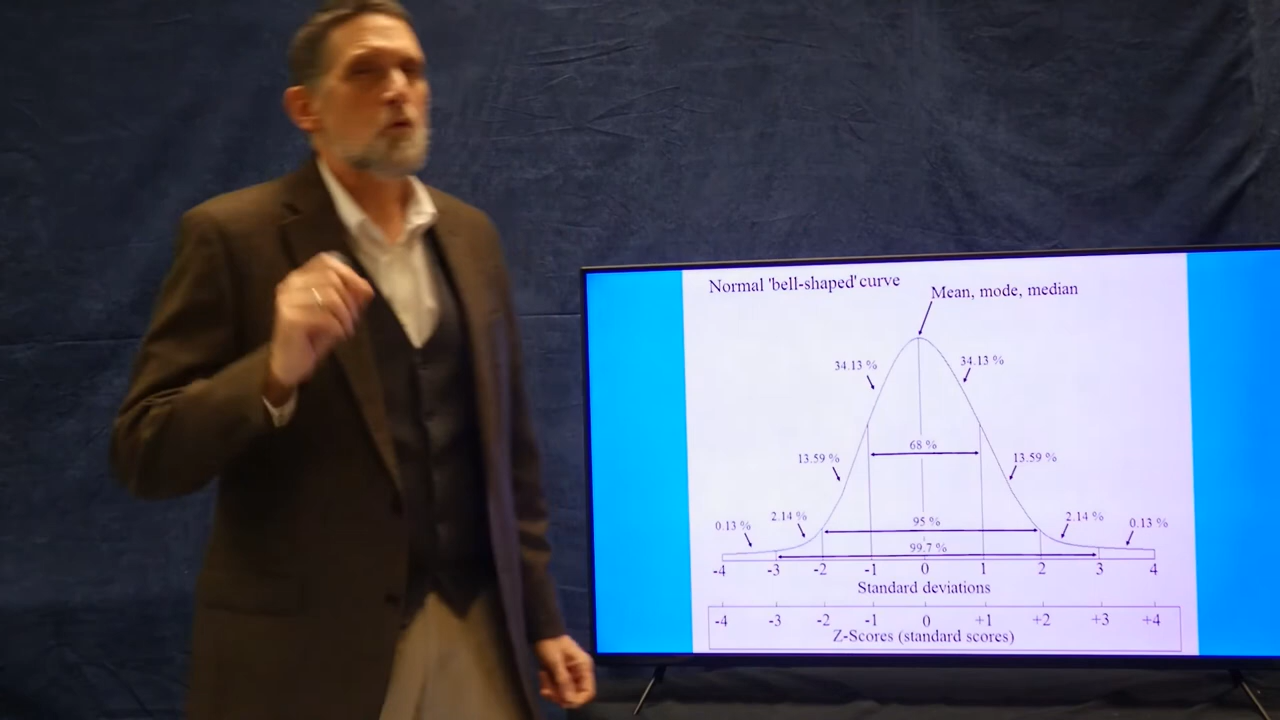 Normal 'bell-shaped' curve
Mean, mode, median
34.13 %
34.13 %
68 %
13.59 %
13.59 %
0.13 %
2.14 %
95 %
2.14 %
0.13 %
99.7 %
-4 -3 -2 -1 0 1 2 3 4
Standard deviations
-4 -3 -2 -1 0 +1 +2 +3 +4
Z-Scores (standard scores)